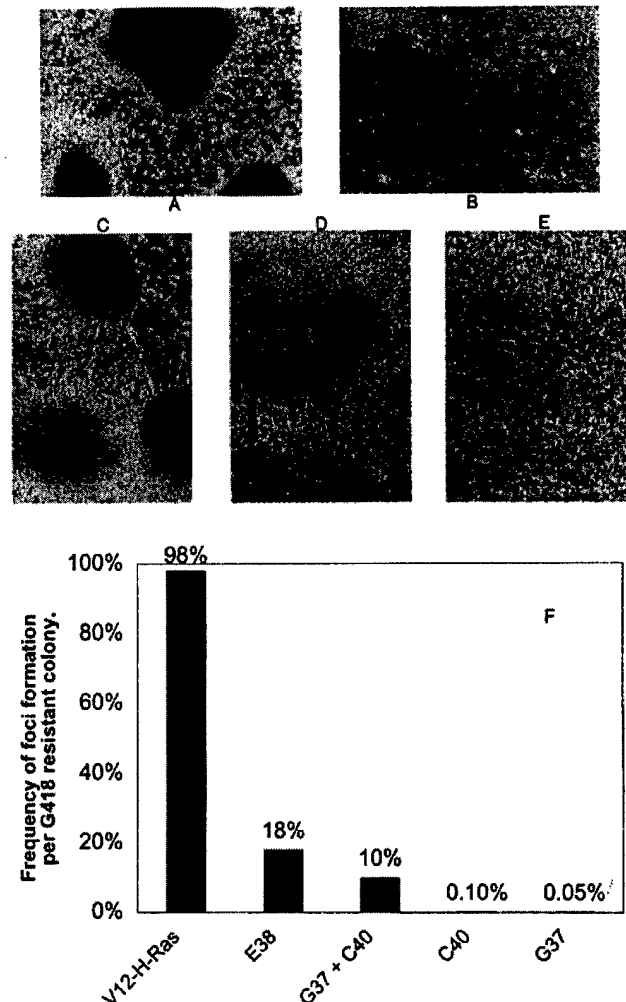 A
B
C
D
E
Frequency of foci formation
per G418 resistant colony.
100%
80%
60%
40%
20%
0%
98%
18%
10%
0.10%
0.05%
F
V12-H-Ras
E38
G37 + C40
C40
G37